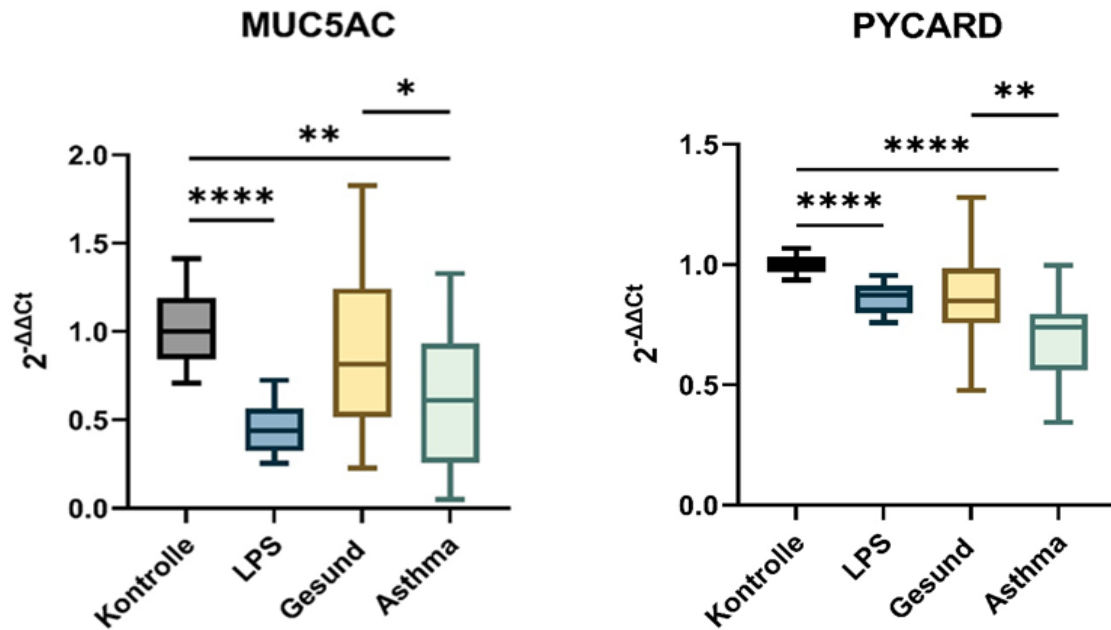 MUC5AC
*
**
****
2.0
1.5
1.0
0.5
0.0
2^-ΔΔCt
Kontrolle
LPS
Gesund
Asthma
PYCARD
**
****
****
1.5
1.0
0.5
0.0
2^-ΔΔCt
Kontrolle
LPS
Gesund
Asthma